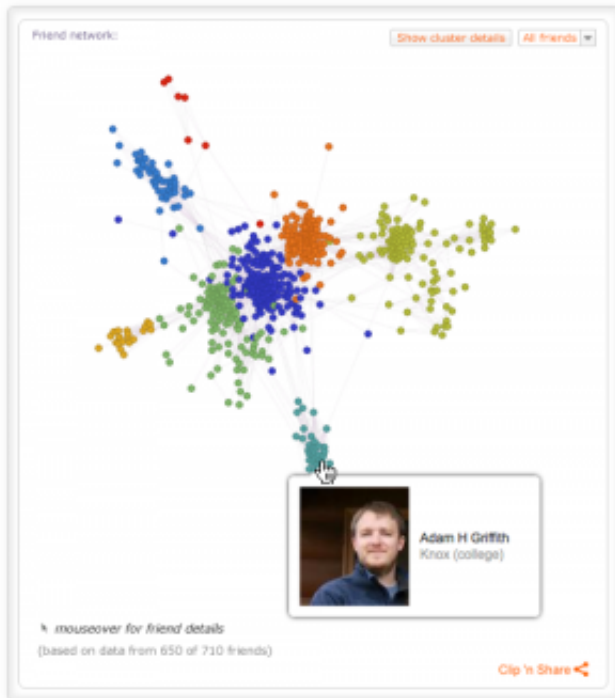 Friend network:
Show cluster details
All friends
Adam H Griffith
Knox (college)
mouseover for friend details
(based on data from 650 of 710 friends)
Clip 'n Share